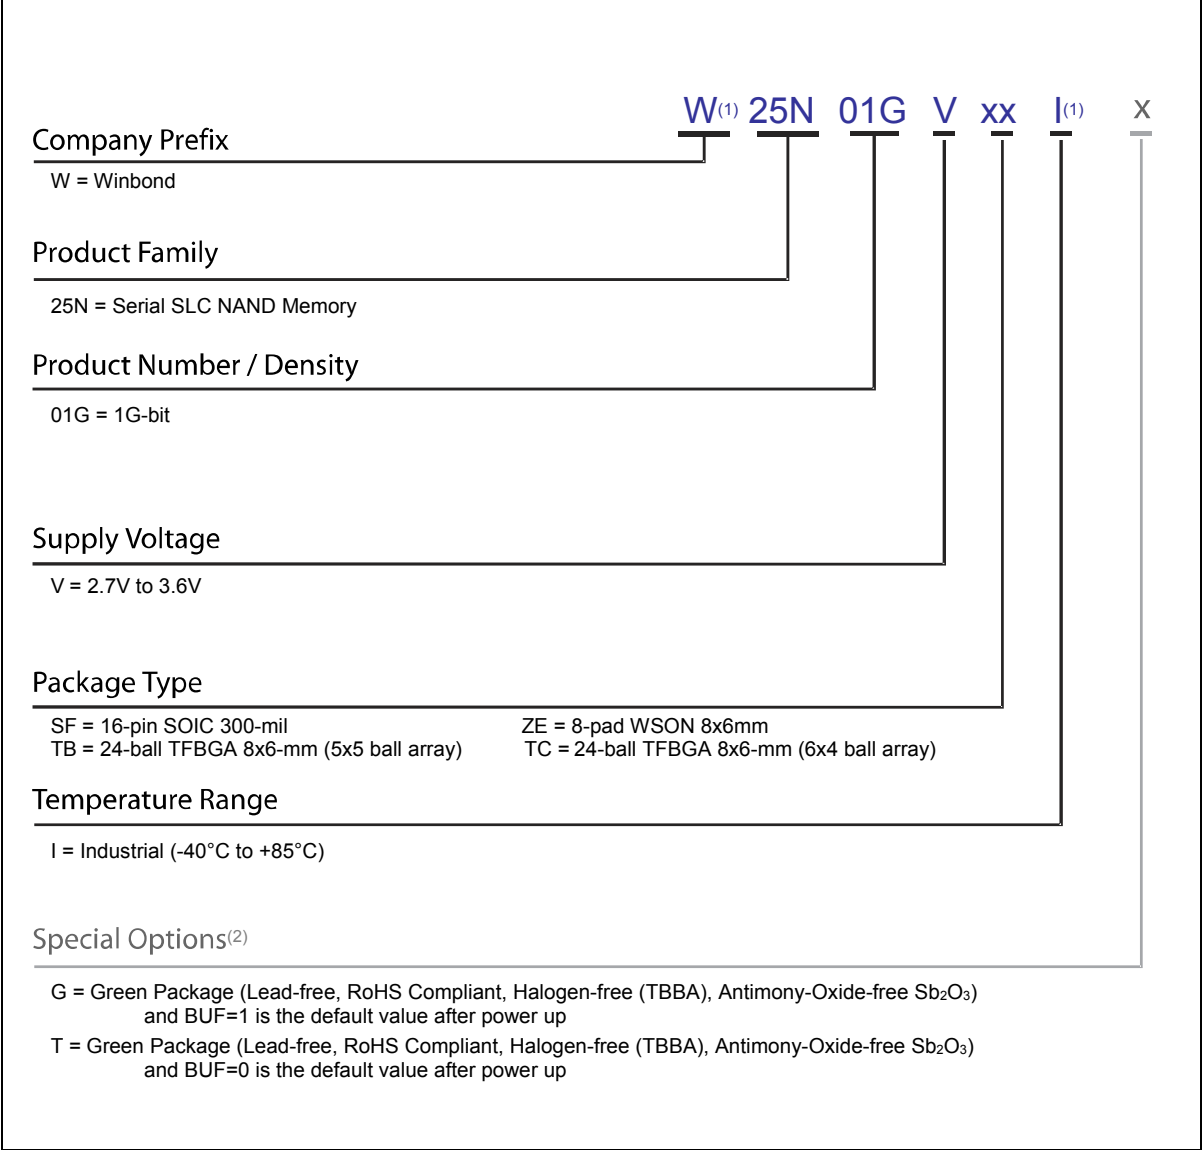 W(1) 25N 01G V xx I(1) x
Company Prefix
W = Winbond
Product Family
25N = Serial SLC NAND Memory
Product Number / Density
01G = 1G-bit
Supply Voltage
V = 2.7V to 3.6V
Package Type
SF = 16-pin SOIC 300-mil ZE = 8-pad WSON 8x6mm
TB = 24-ball TFBGA 8x6-mm (5x5 ball array) TC = 24-ball TFBGA 8x6-mm (6x4 ball array)
Temperature Range
I = Industrial (-40°C to +85°C)
Special Options(2)
G = Green Package (Lead-free, RoHS Compliant, Halogen-free (TBBA), Antimony-Oxide-free Sb₂O₃)
and BUF=1 is the default value after power up
T = Green Package (Lead-free, RoHS Compliant, Halogen-free (TBBA), Antimony-Oxide-free Sb₂O₃)
and BUF=0 is the default value after power up